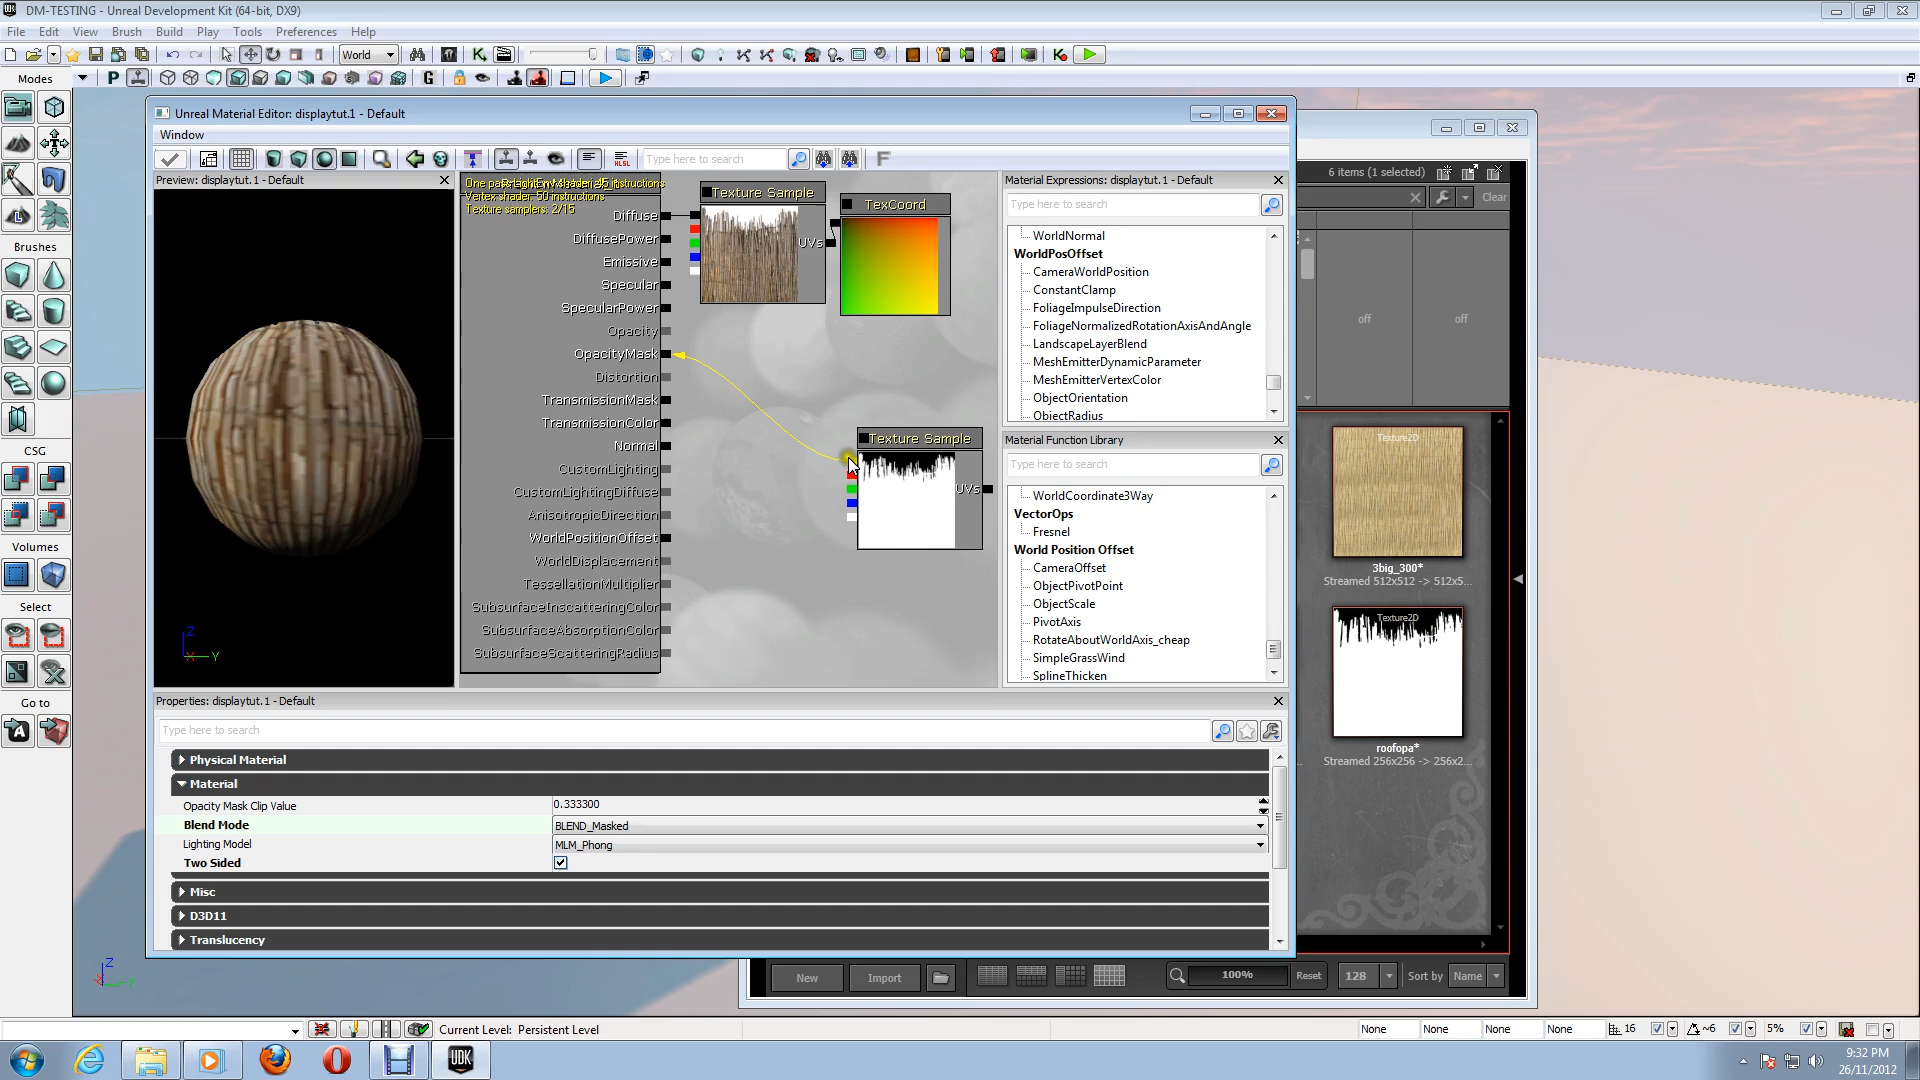 DM-TESTING - Unreal Development Kit (64-bit, DX9)
File Edit View Brush Build Play Tools Preferences Help
World
Modes
P
G
Unreal Material Editor: displaytut.1 - Default
Window
HLSL
Type here to search
F
Preview: displaytut.1 - Default
Vertex shader: 50 instructions
Texture samplers: 2/15
Diffuse
DiffusePower
Emissive
Specular
SpecularPower
Opacity
OpacityMask
Distortion
TransmissionMask
TransmissionColor
Normal
CustomLighting
CustomLightingDiffuse
AnisotropicDirection
WorldPositionOffset
WorldDisplacement
TessellationMultiplier
SubsurfaceInscatteringColor
SubsurfaceAbsorptionColor
SubsurfaceScatteringRadius
Texture Sample
UVs
TexCoord
Texture Sample
UVs
Z
X
Y
Material Expressions: displaytut.1 - Default
Type here to search
WorldNormal
WorldPosOffset
CameraWorldPosition
ConstantClamp
FoliageImpulseDirection
FoliageNormalizedRotationAxisAndAngle
LandscapeLayerBlend
MeshEmitterDynamicParameter
MeshEmitterVertexColor
ObjectOrientation
ObjectRadius
Material Function Library
Type here to search
WorldCoordinate3Way
VectorOps
Fresnel
World Position Offset
CameraOffset
ObjectPivotPoint
ObjectScale
PivotAxis
RotateAboutWorldAxis_cheap
SimpleGrassWind
SplineThicken
Properties: displaytut.1 - Default
Type here to search
Physical Material
Material
Opacity Mask Clip Value 0.333300
Blend Mode BLEND_Masked
Lighting Model MLM_Phong
Two Sided
Misc
D3D11
Translucency
6 items (1 selected)
Clear
off off
Texture2D
3big_300*
Streamed 512x512 -> 512x5...
Texture2D
roofopa*
Streamed 256x256 -> 256x2...
New Import 100% Reset 128 Sort by Name
Brushes
CSG
Volumes
Select
Go to
Z
X
Y
Current Level: Persistent Level
None None None None 16 ~6 5%
UDK
9:32 PM
26/11/2012